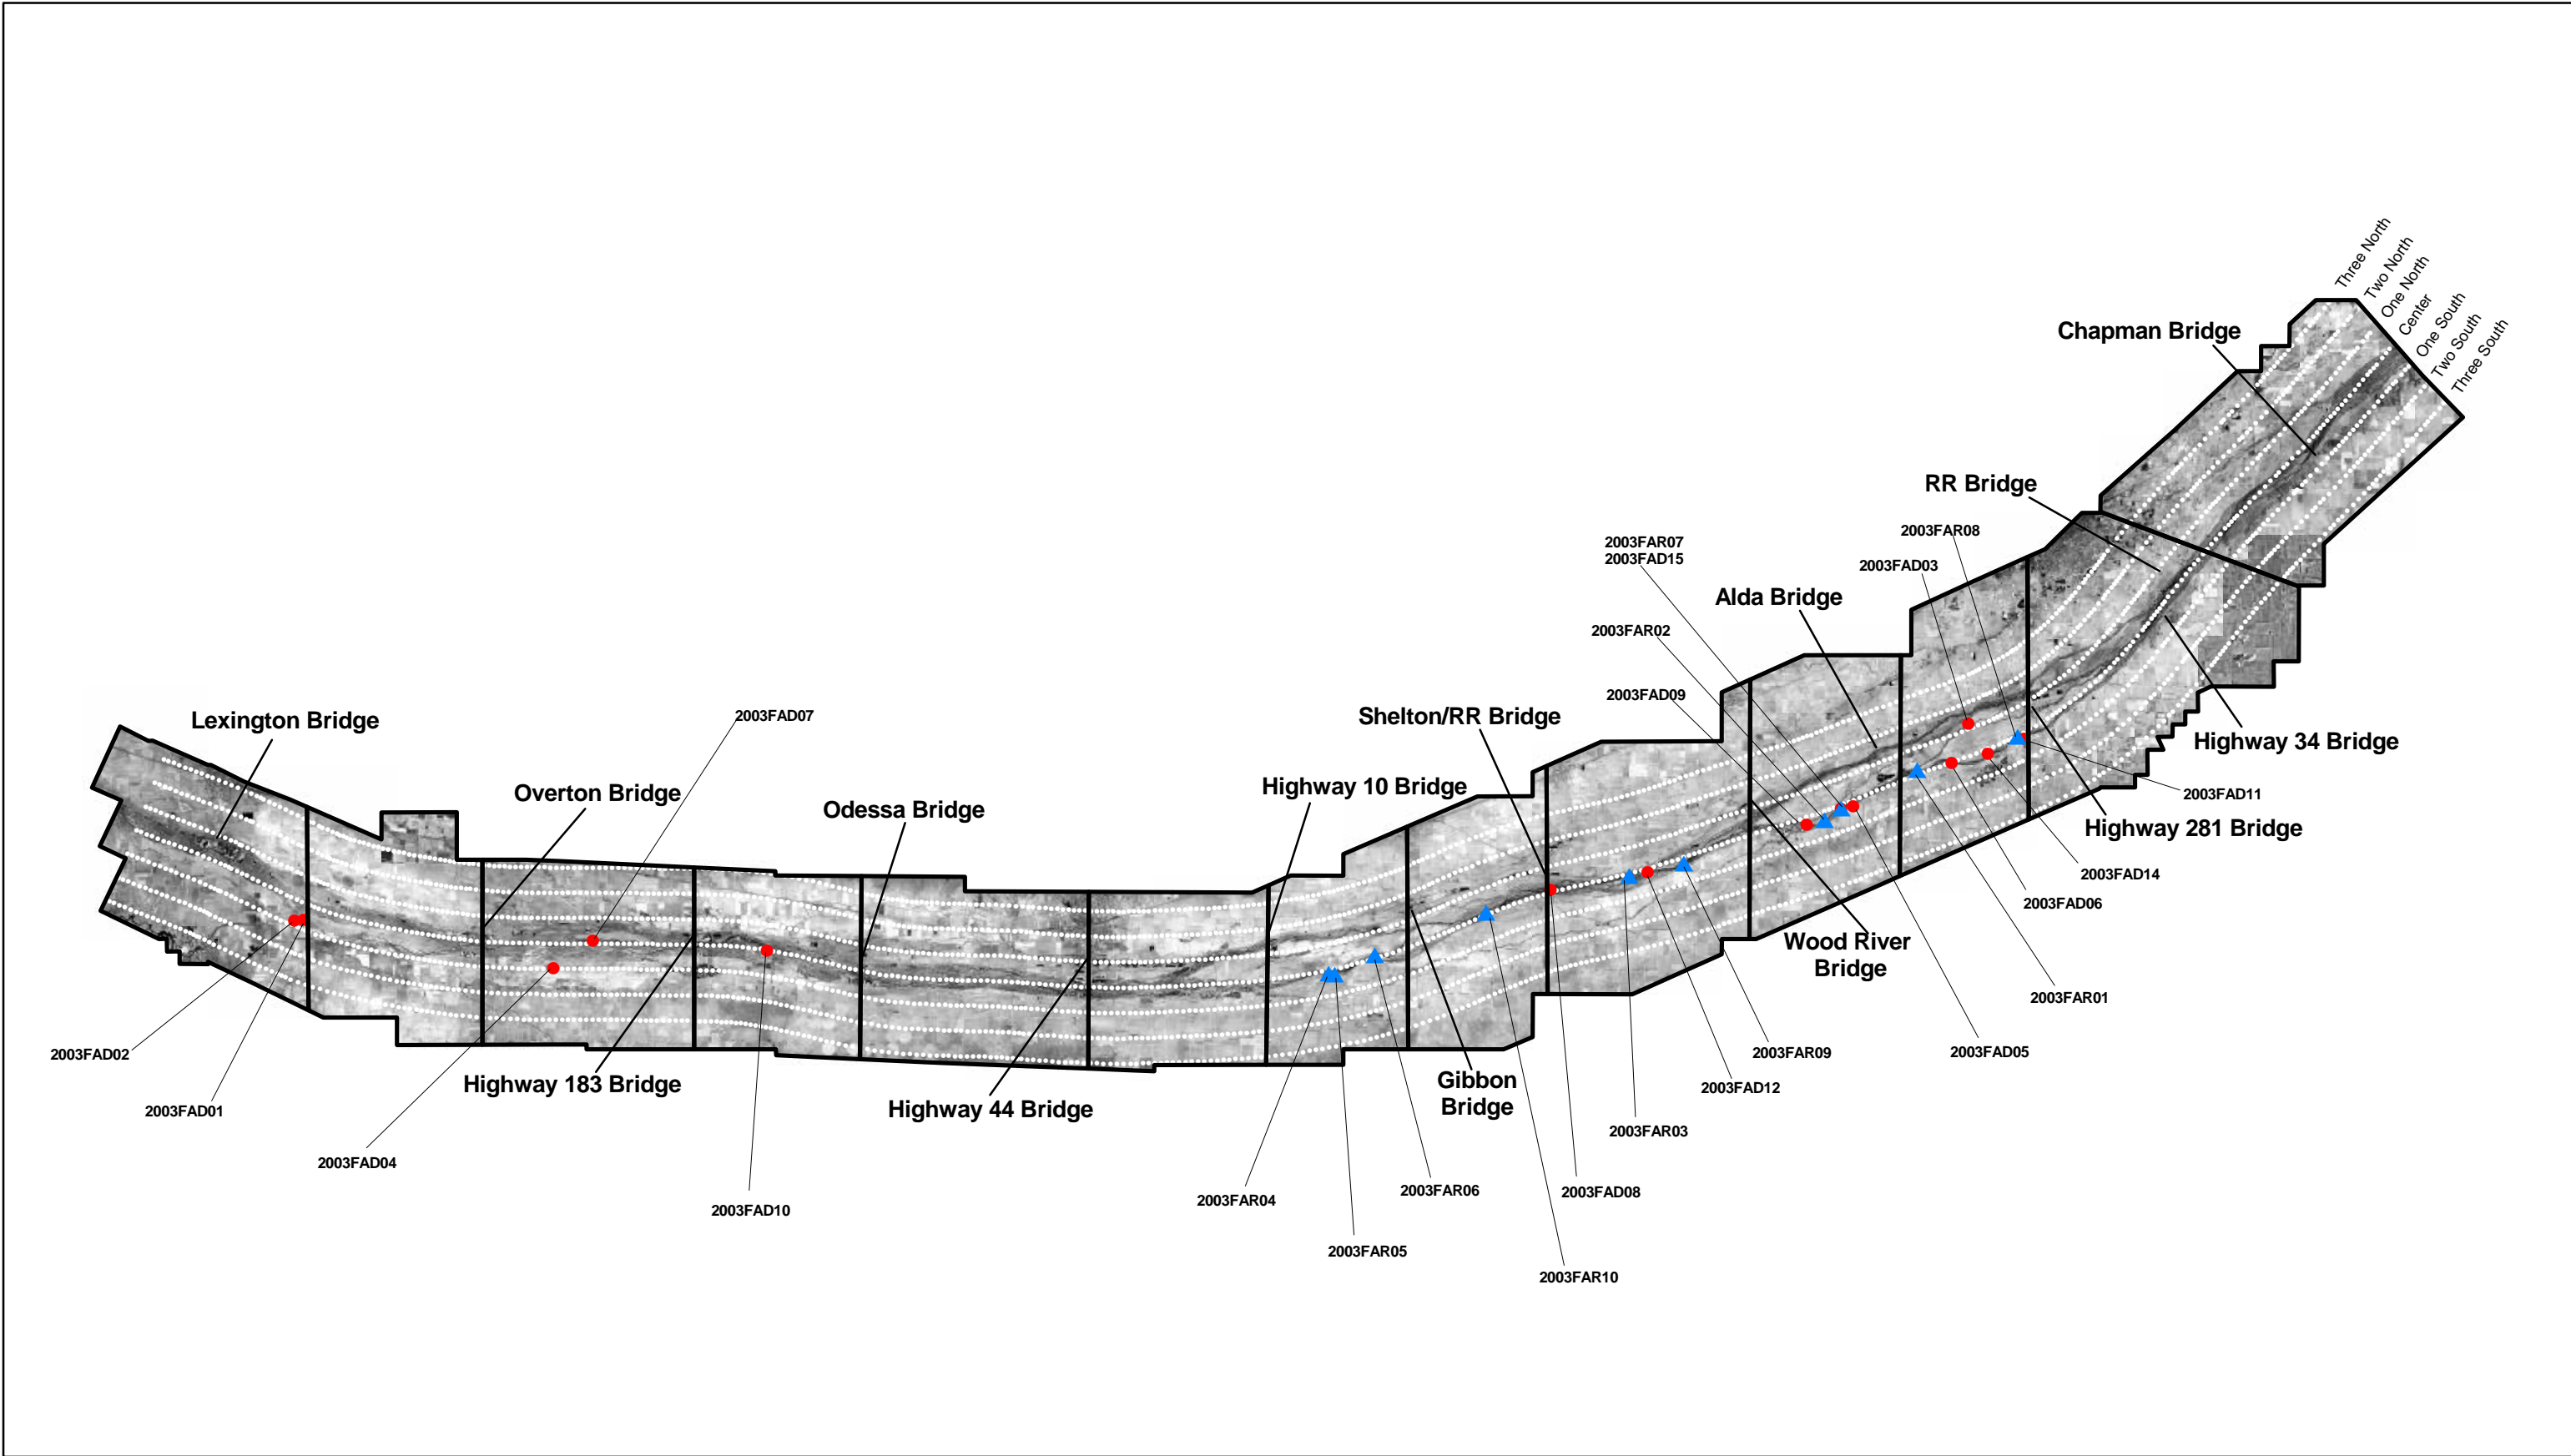 Three North
Two North
One North
Center
One South
Two South
Three South
Chapman Bridge
RR Bridge
2003FAR08
2003FAR07
2003FAD15
2003FAD03
Alda Bridge
2003FAR02
2003FAD09
Shelton/RR Bridge
2003FAD07
Lexington Bridge
Highway 34 Bridge
Highway 10 Bridge
Overton Bridge
2003FAD11
Odessa Bridge
Highway 281 Bridge
2003FAD14
2003FAD06
Wood River
Bridge
2003FAR01
2003FAD02
2003FAR09
2003FAD05
Highway 183 Bridge
Gibbon
Bridge
2003FAD12
2003FAD01
Highway 44 Bridge
2003FAR03
2003FAD04
2003FAR06
2003FAD08
2003FAR04
2003FAD10
2003FAR05
2003FAR10